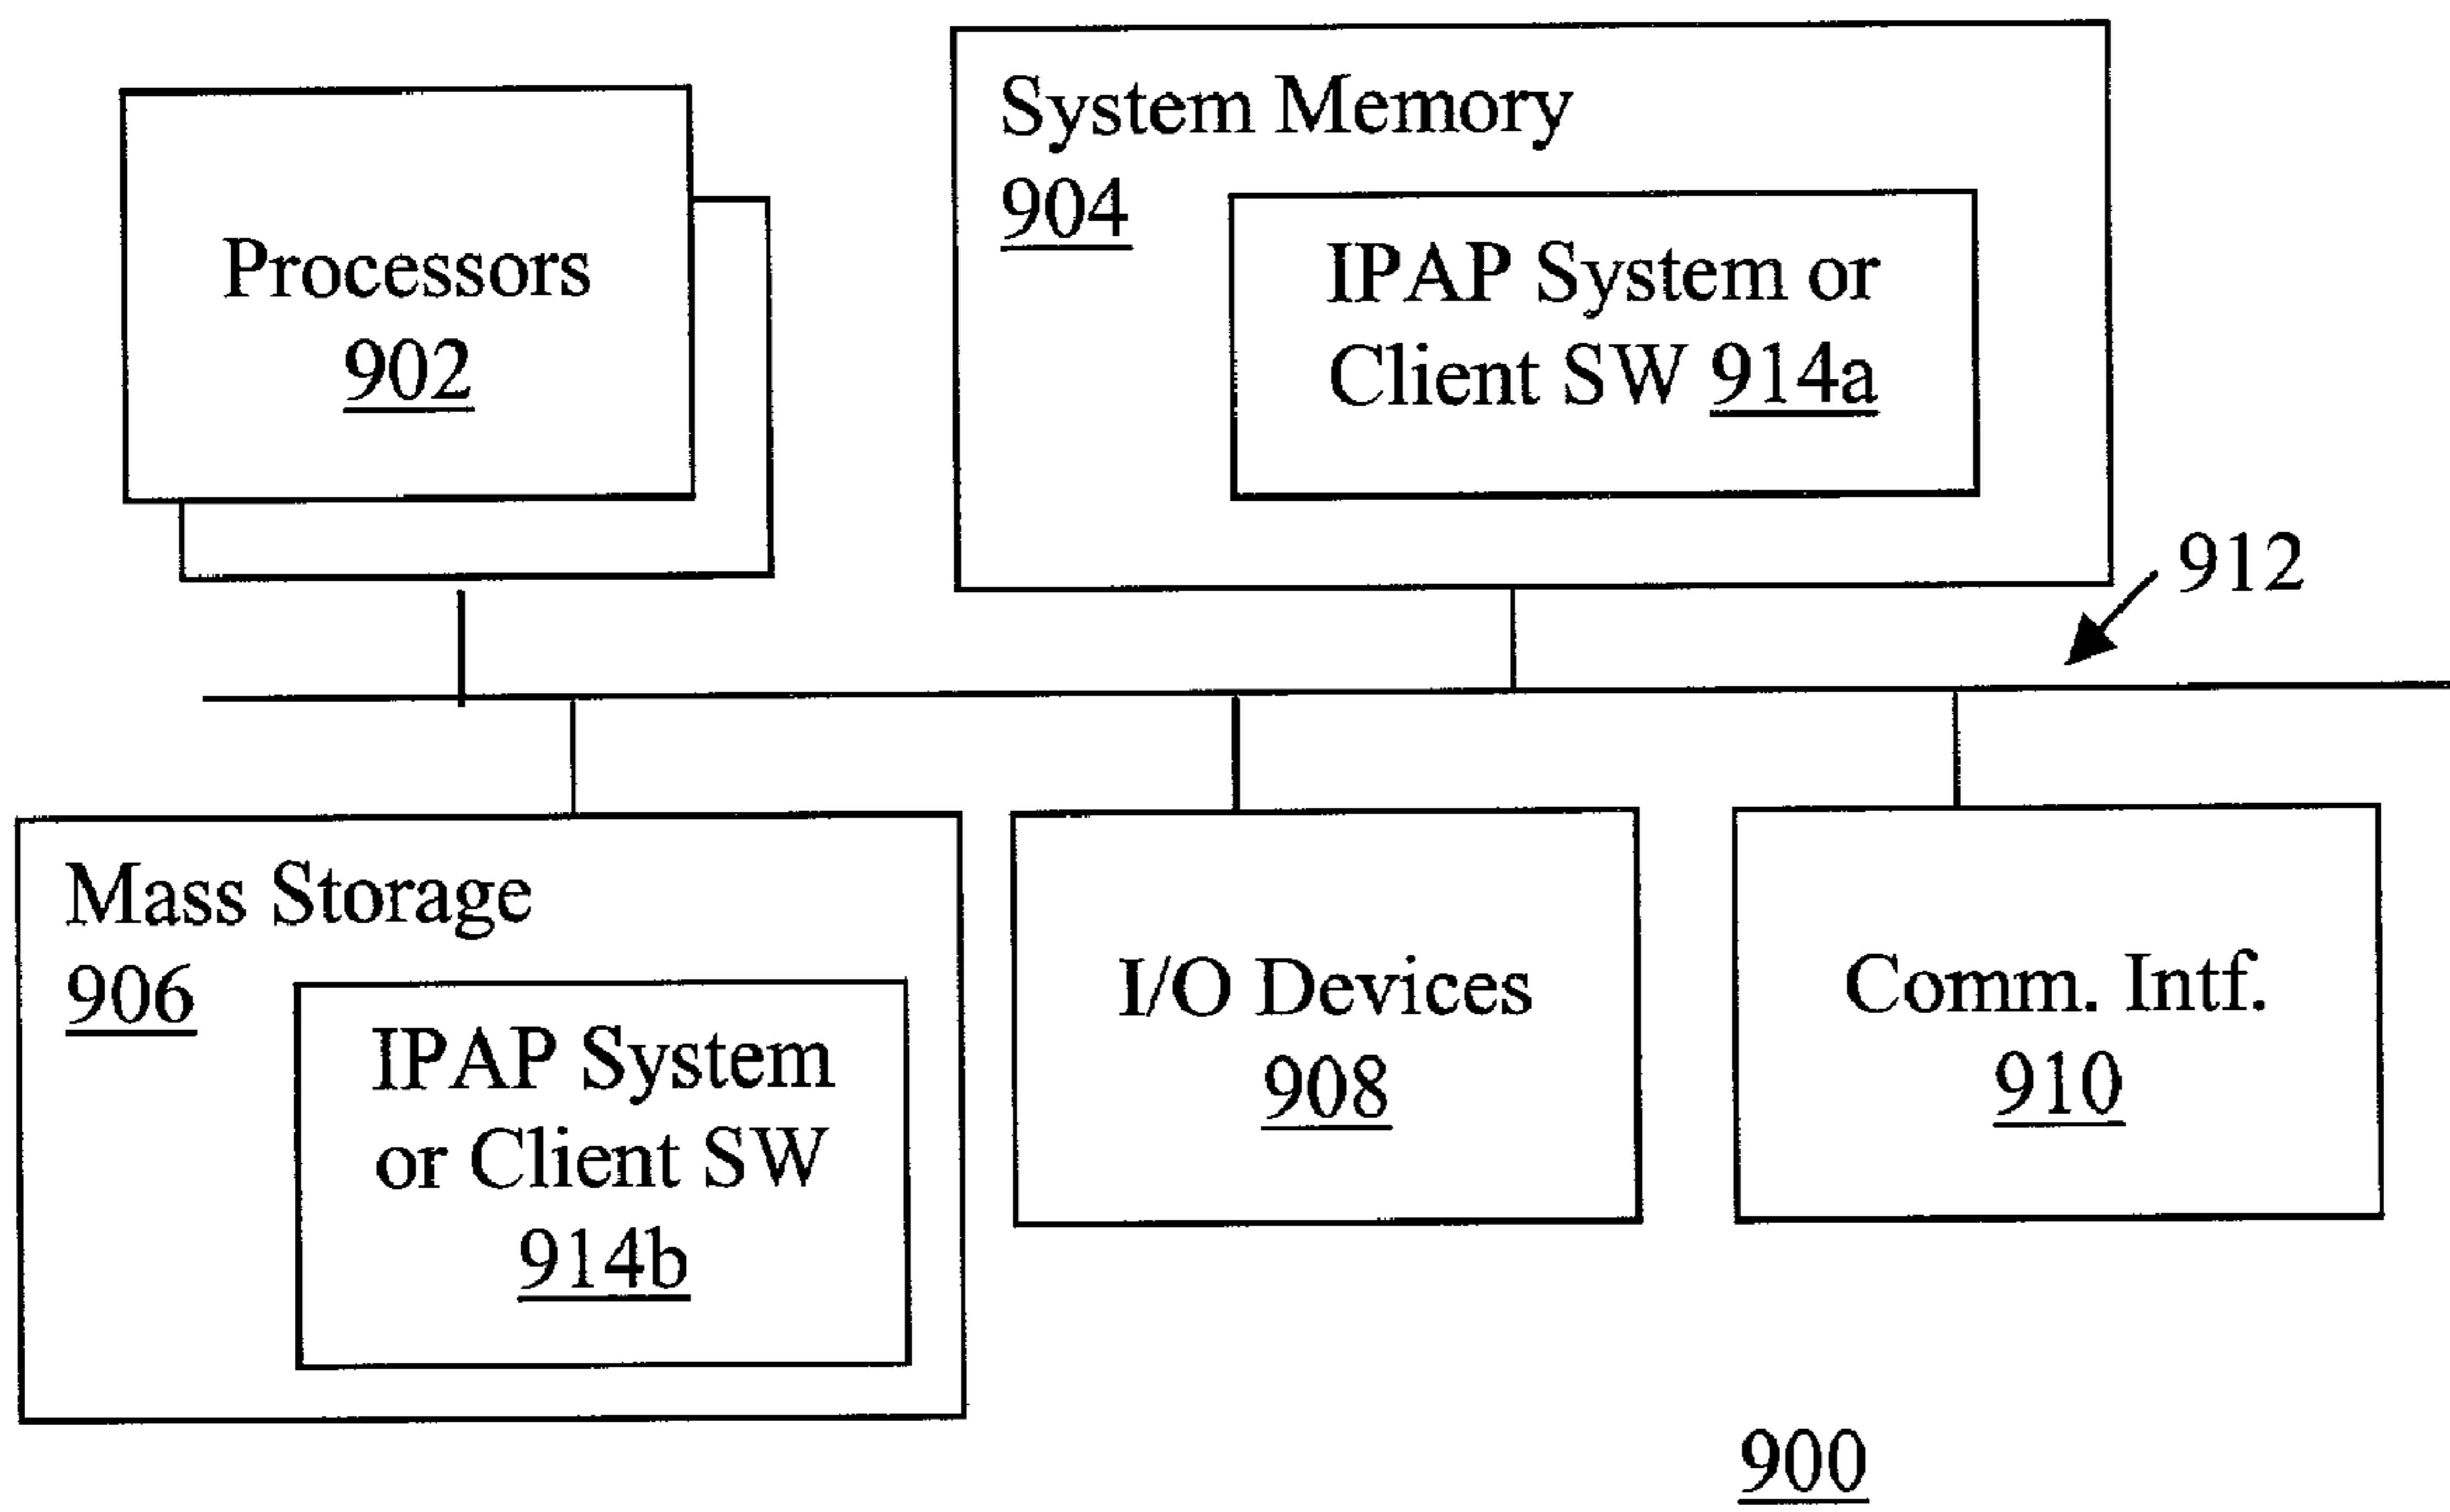 Processors
902
System Memory
904
IPAP System or
Client SW 914a
912
Mass Storage
906
IPAP System
or Client SW
914b
I/O Devices
908
Comm. Intf.
910
900